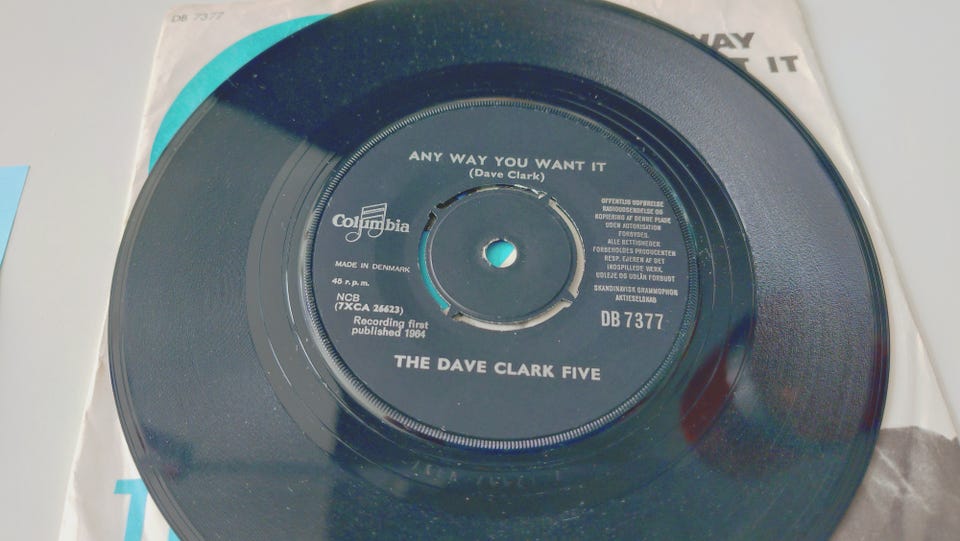 DB 7377
WAY
T IT
ANY WAY YOU WANT IT
(Dave Clark)
Columbia
MADE IN DENMARK
45 r.p.m.
NCB
(7XCA 25623)
Recording first
published 1964
OFFENTLIG UDFØRELSE
RADIOUDSENDELSE OG
KOPIERING AF DENNE PLADE
UDEN AUTORISATION
FORBYDES.
ALLE RETTIGHEDER
FORBEHOLDES PRODUCENTEN
RESP. EJEREN AF DET
INDSPILLEDE VÆRK.
UDLEJE OG UDLÅN FORBUDT
SKANDINAVISK GRAMMOPHON
AKTIESELSKAB
DB 7377
THE DAVE CLARK FIVE